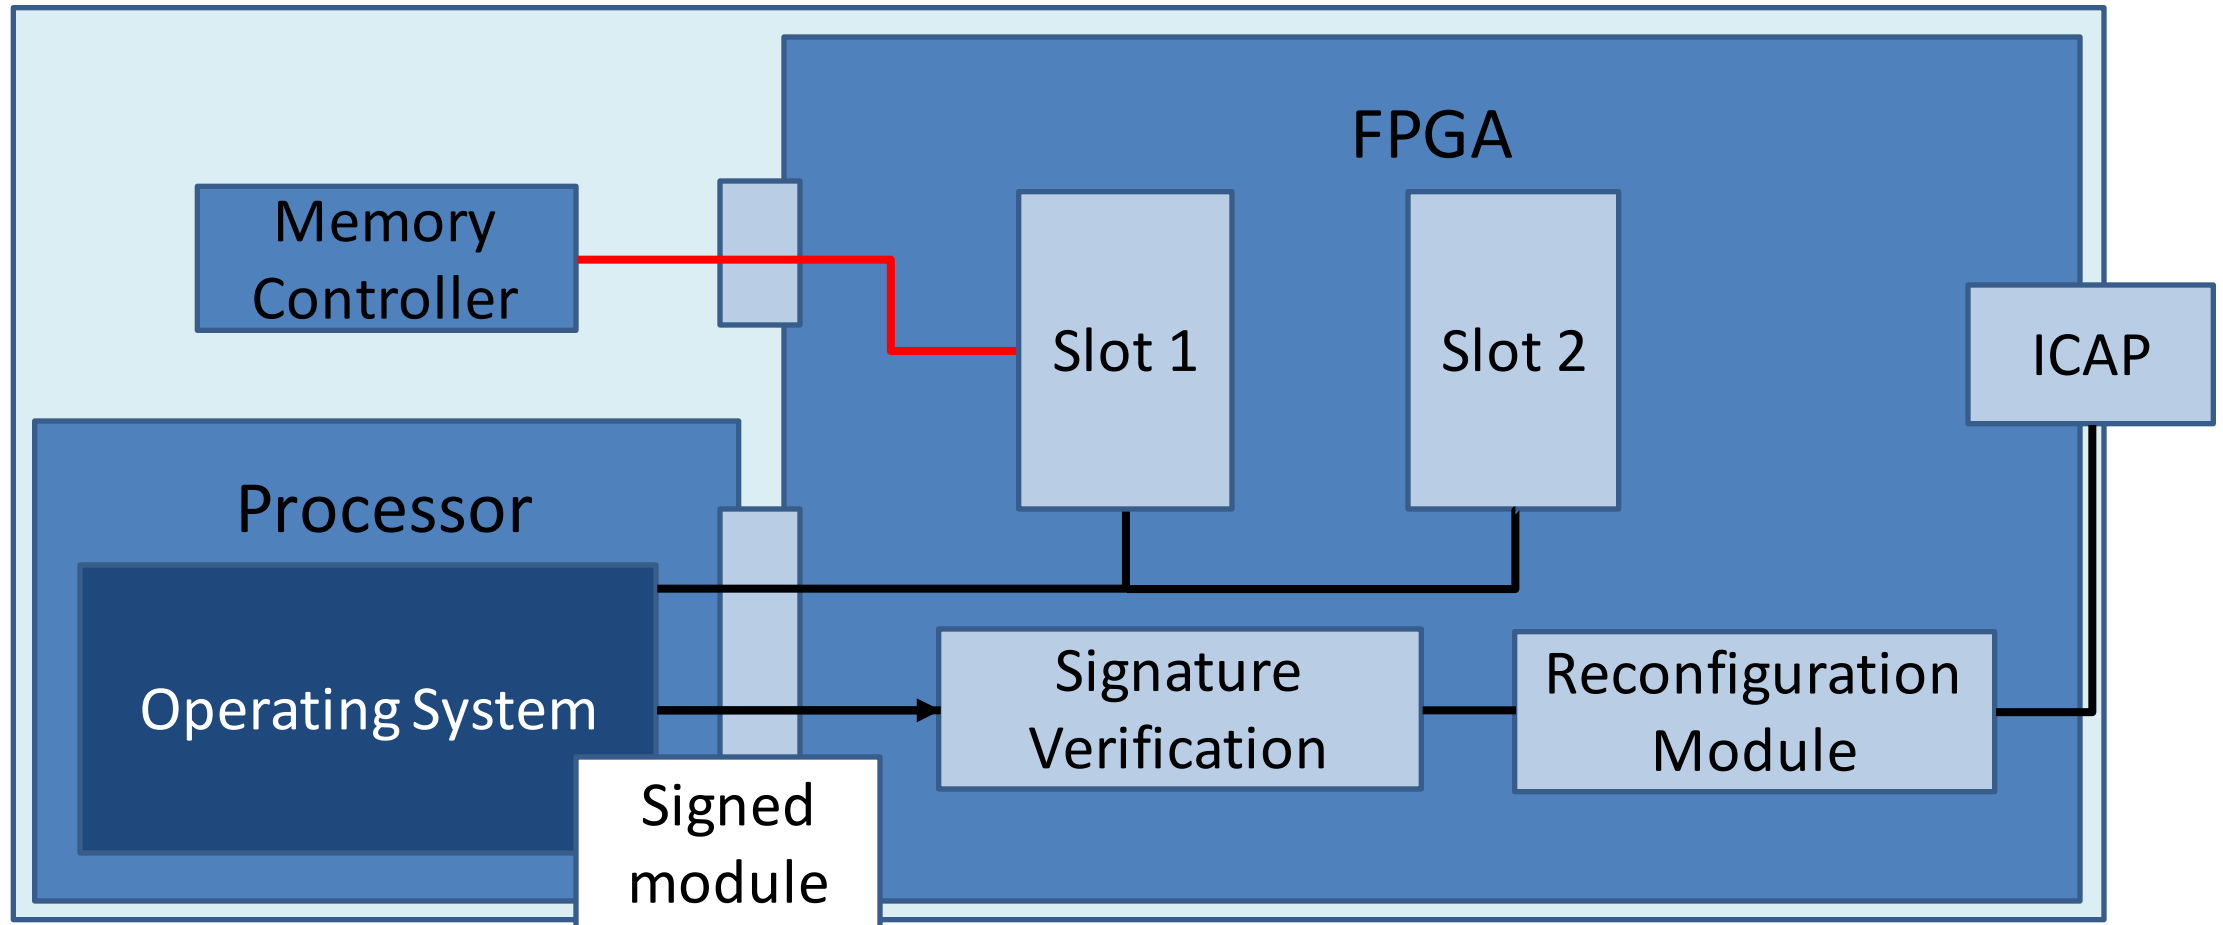 FPGA
Memory
Controller
Slot 1
Slot 2
ICAP
Processor
Operating System
Signature
Verification
Reconfiguration
Module
Signed
module